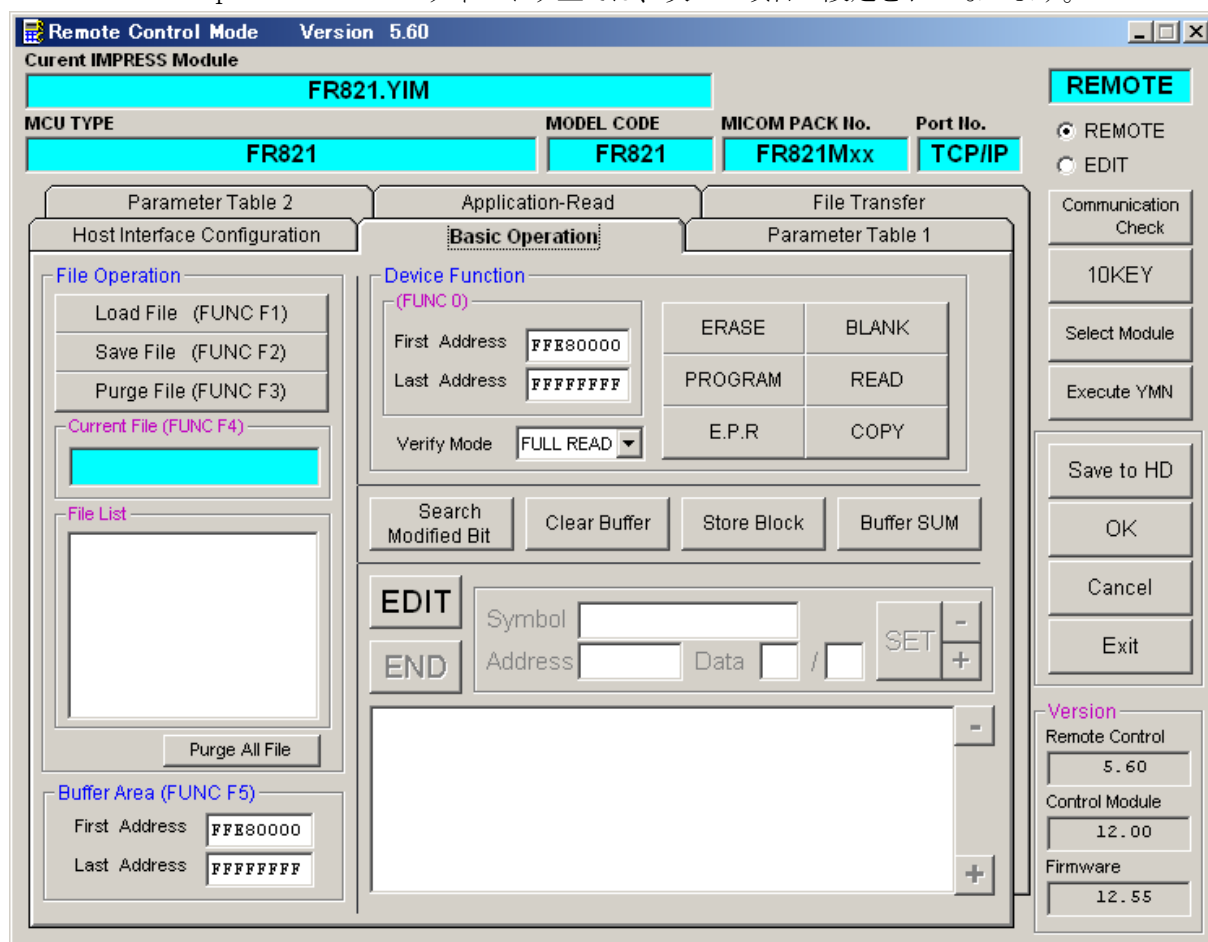 Remote Control Mode Version 5.60
Curent IMPRESS Module
FR821.YIM
MCU TYPE
MODEL CODE
MICOM PACK No.
Port No.
FR821
FR821
FR821Mxx
TCP/IP
REMOTE
REMOTE
EDIT
Parameter Table 2
Application-Read
File Transfer
Host Interface Configuration
Basic Operation
Parameter Table 1
File Operation
Load File (FUNC F1)
Save File (FUNC F2)
Purge File (FUNC F3)
Current File (FUNC F4)
File List
Purge All File
Buffer Area (FUNC F5)
First Address FFE80000
Last Address FFFFFFFF
Device Function
(FUNC 0)
First Address FFE80000
Last Address FFFFFFFF
Verify Mode FULL READ
ERASE
BLANK
PROGRAM
READ
E.P.R
COPY
Search
Modified Bit
Clear Buffer
Store Block
Buffer SUM
EDIT
END
Symbol
Address
Data /
SET
-
+
-
+
Communication
Check
10KEY
Select Module
Execute YMN
Save to HD
OK
Cancel
Exit
Version
Remote Control
5.60
Control Module
12.00
Firmware
12.55